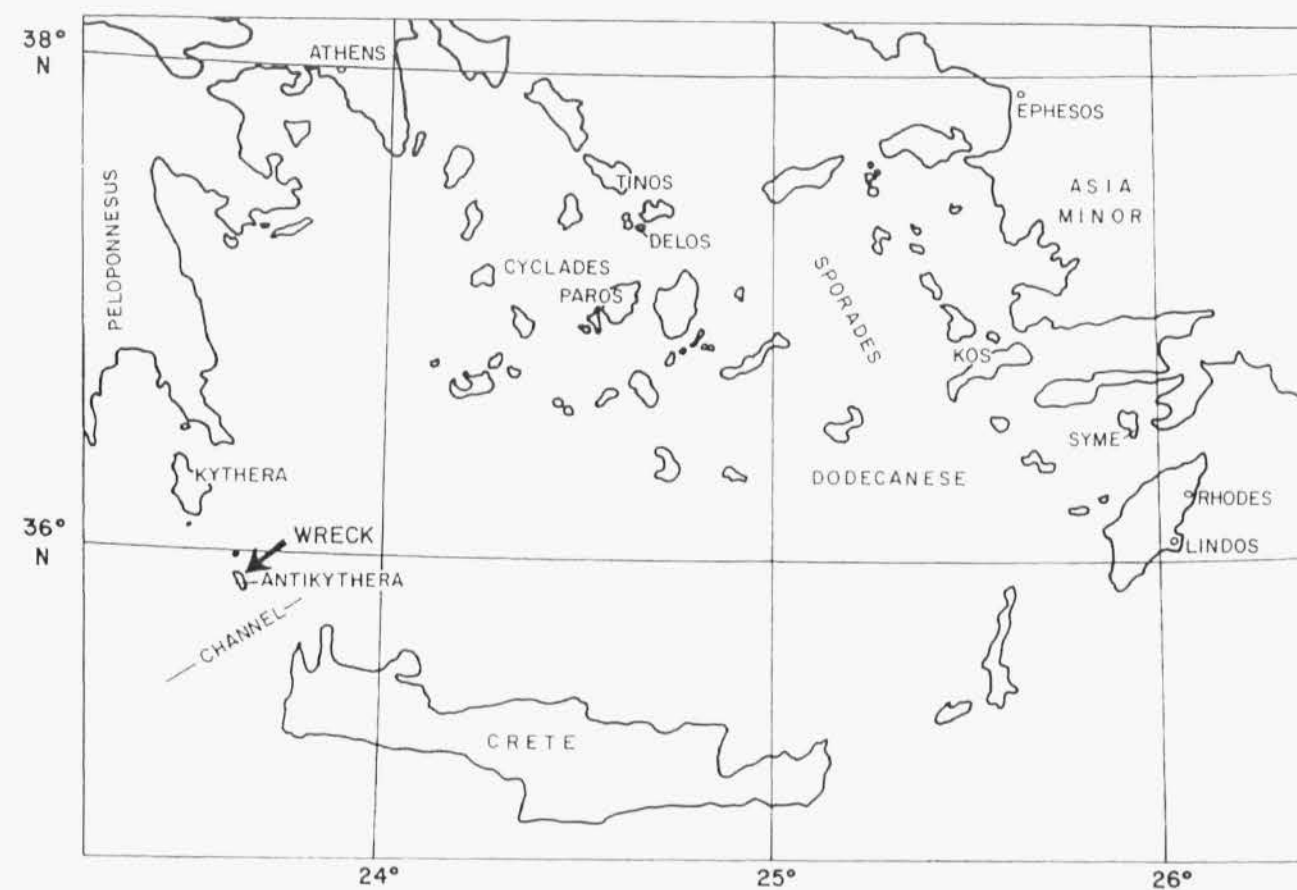 38°
N
ATHENS
EPHESOS
PELOPONNESUS
TINOS
ASIA
MINOR
DELOS
CYCLADES
SPORADES
PAROS
KOS
SYME
KYTHERA
DODECANESE
RHODES
36°
N
WRECK
LINDOS
ANTIKYTHERA
CHANNEL
CRETE
24°
25°
26°